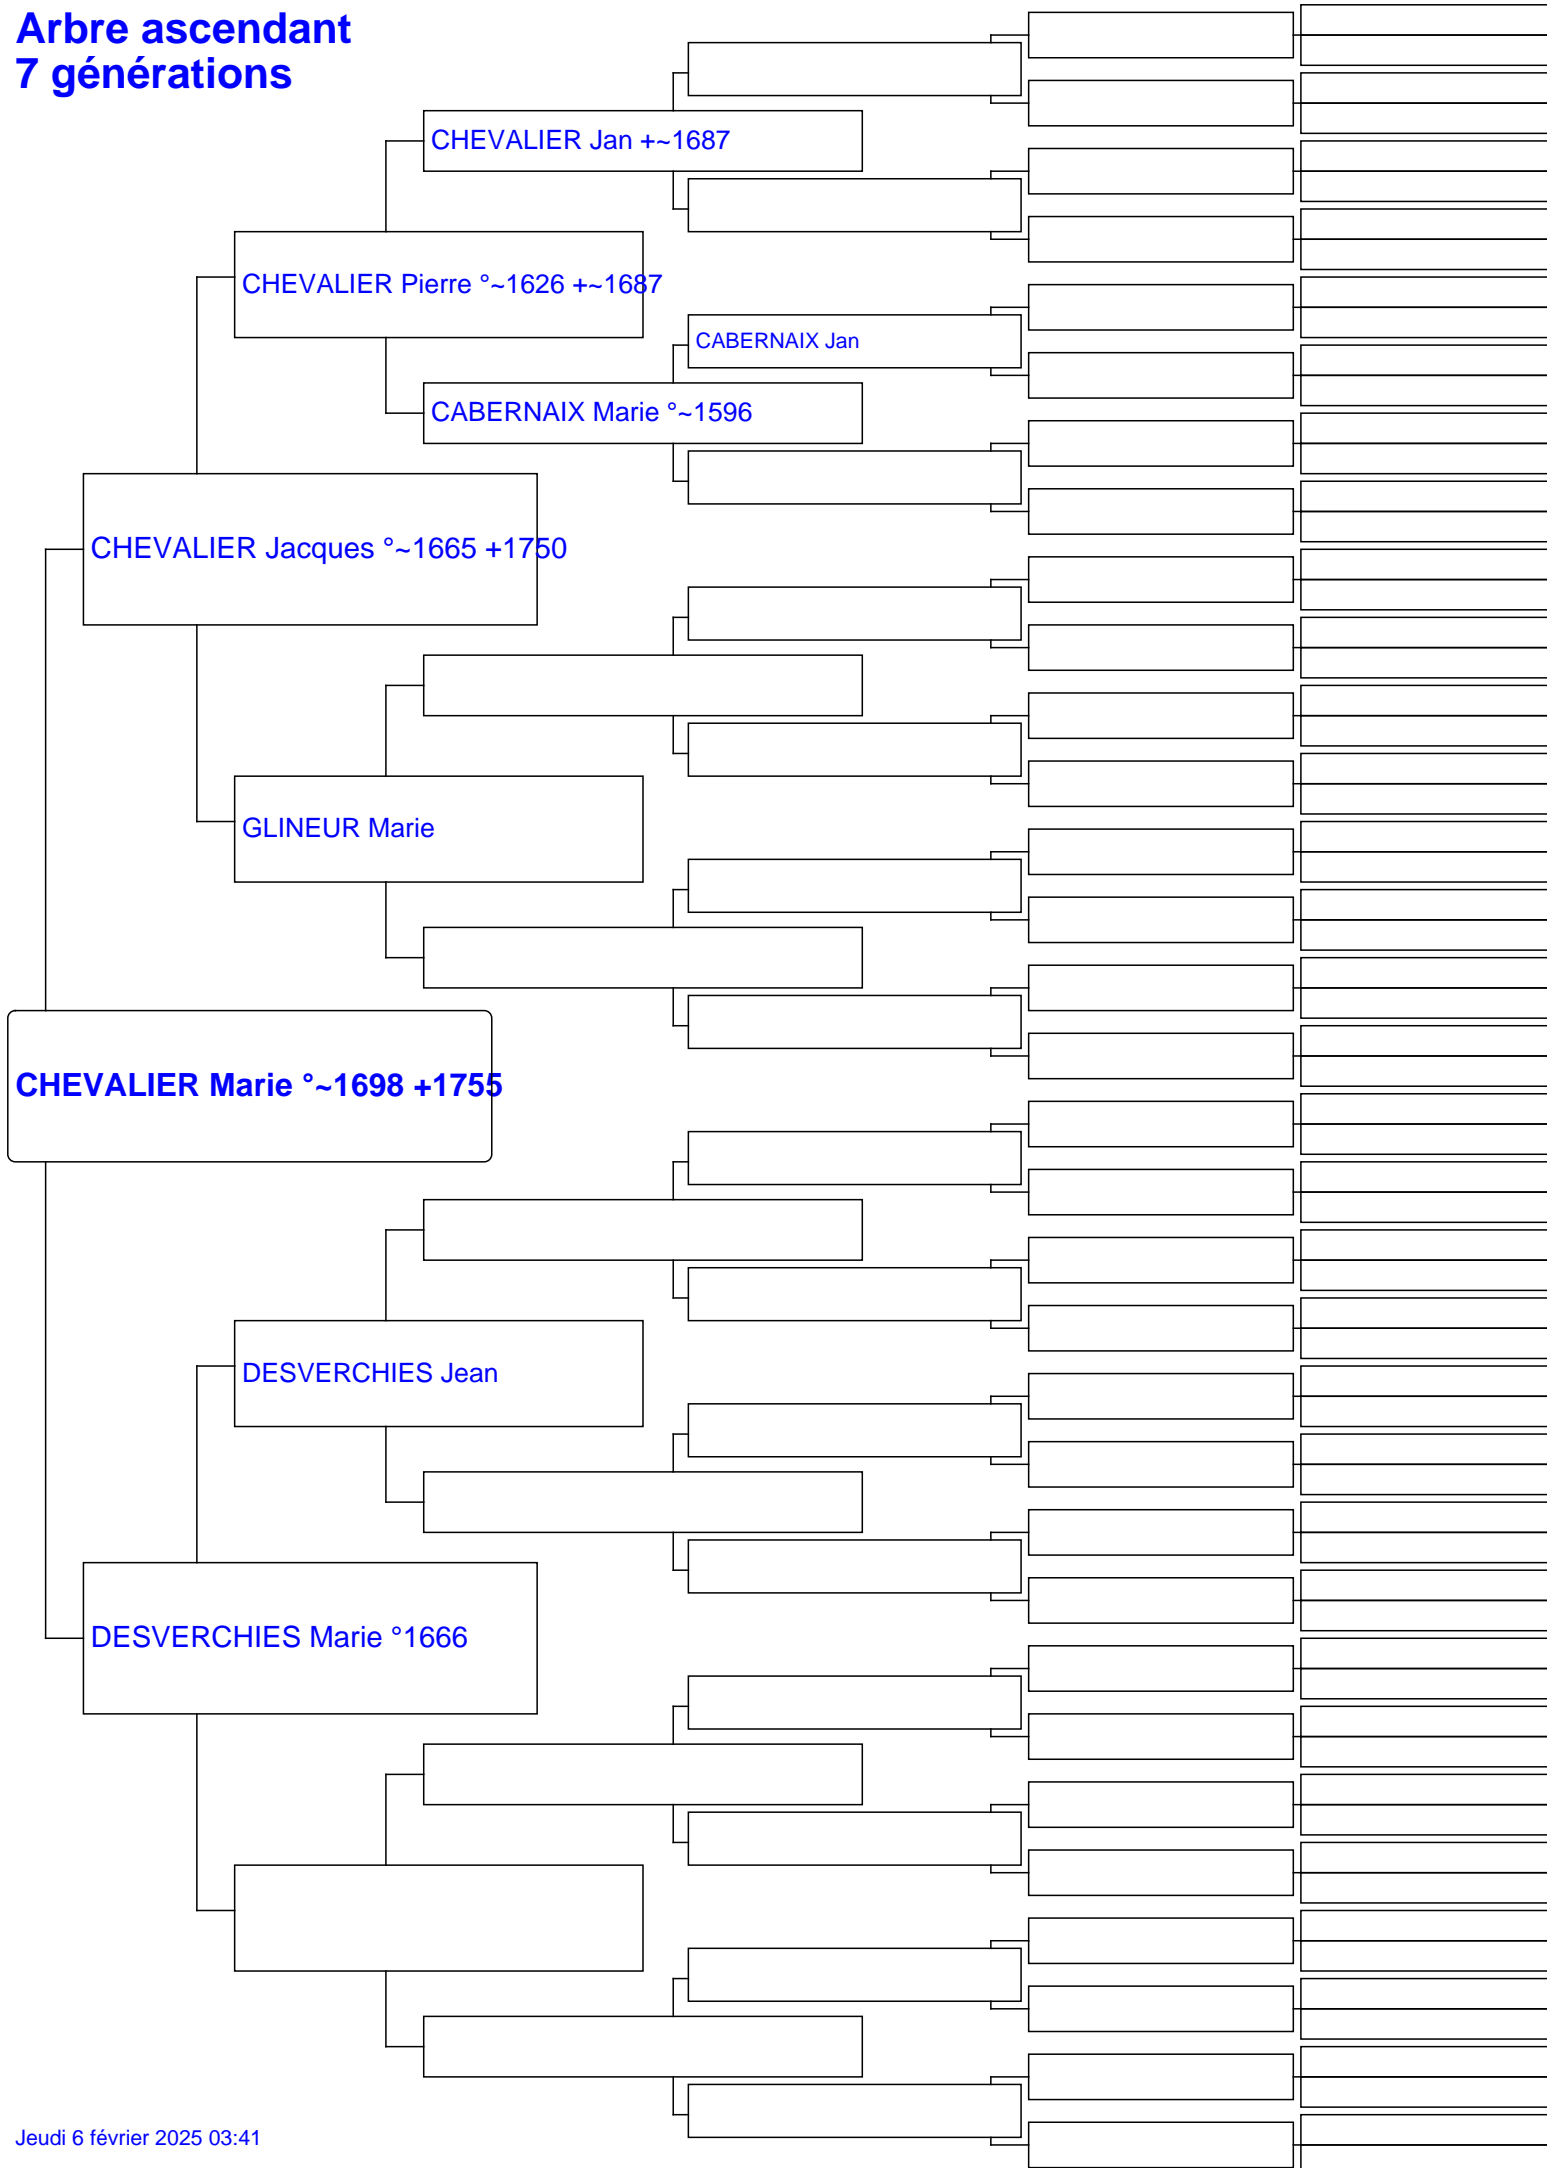 Arbre ascendant
7 générations
CHEVALIER Jan +~1687
CHEVALIER Pierre °~1626 +~1687
CABERNAIX Jan
CABERNAIX Marie °~1596
CHEVALIER Jacques °~1665 +1750
GLINEUR Marie
CHEVALIER Marie °~1698 +1755
DESVERCHIES Jean
DESVERCHIES Marie °1666
Jeudi 6 février 2025 03:41